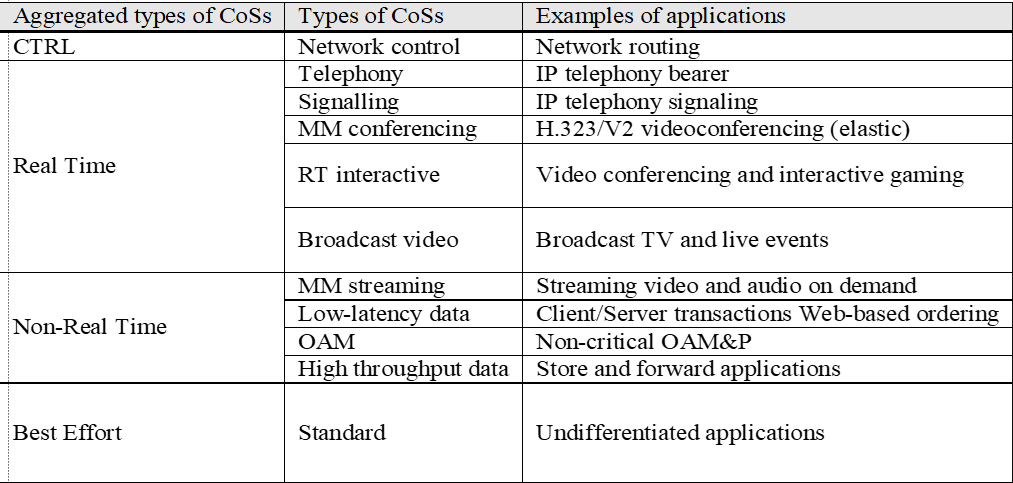 Aggregated types of CoSs Types of CoSs Examples of applications
CTRL Network control Network routing
Real Time Telephony IP telephony bearer
Signalling IP telephony signaling
MM conferencing H.323/V2 videoconferencing (elastic)
RT interactive Video conferencing and interactive gaming
Broadcast video Broadcast TV and live events
Non-Real Time MM streaming Streaming video and audio on demand
Low-latency data Client/Server transactions Web-based ordering
OAM Non-critical OAM&P
High throughput data Store and forward applications
Best Effort Standard Undifferentiated applications